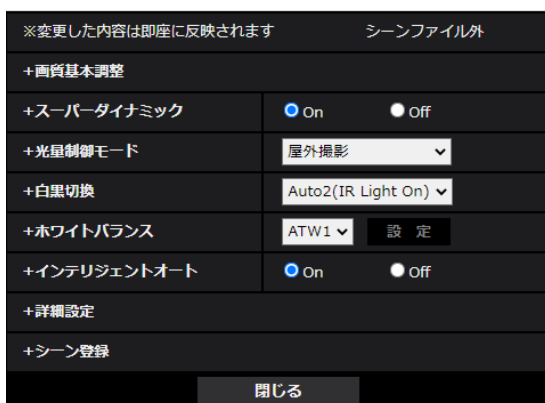 ※変更した内容は即座に反映されます シーンファイル外
+画質基本調整
+スーパーダイナミック On Off
+光量制御モード 屋外撮影
+白黒切換 Auto2(IR Light On)
+ホワイトバランス ATW1 設 定
+インテリジェントオート On Off
+詳細設定
+シーン登録
閉じる